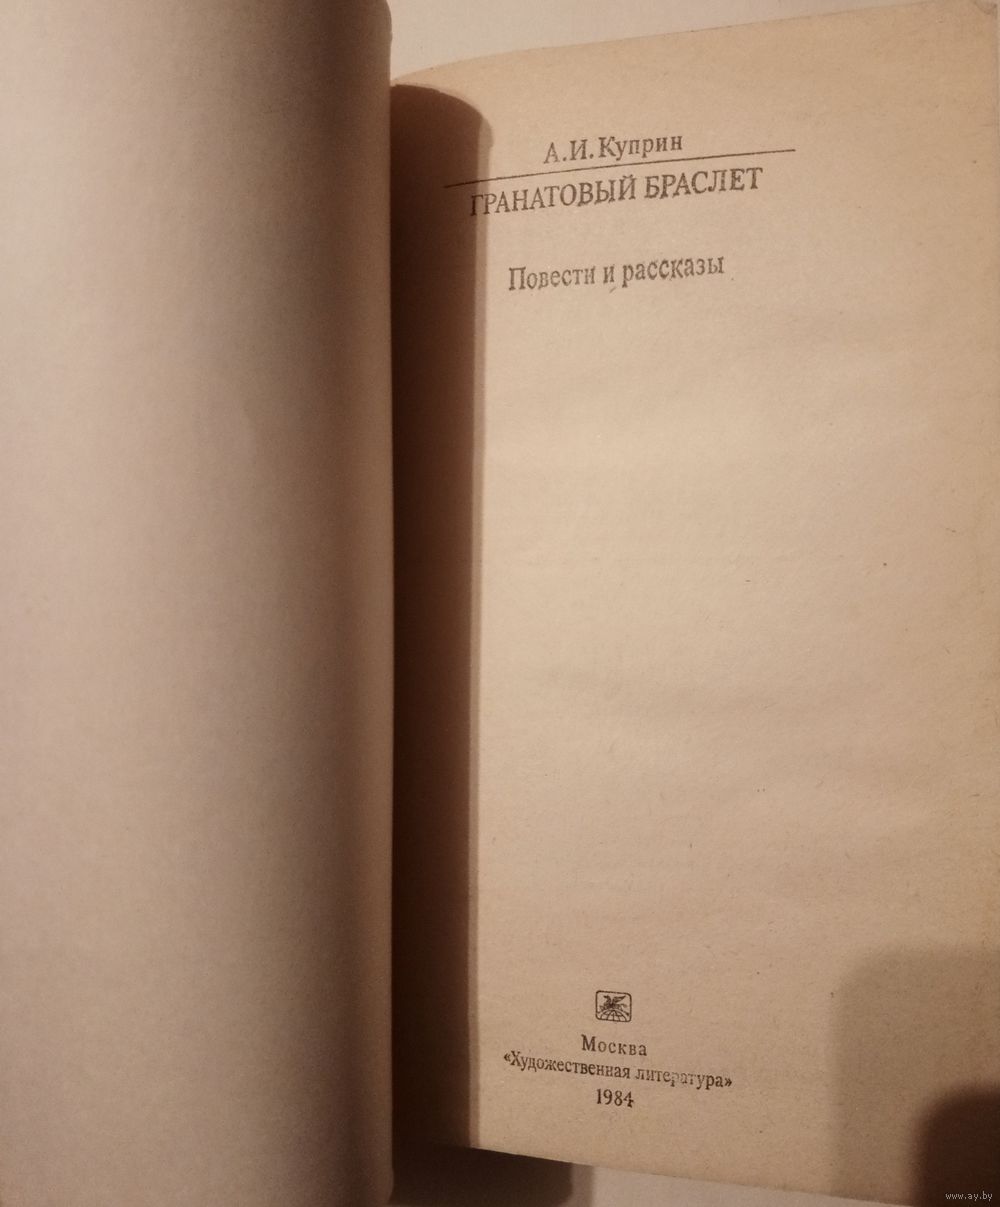 А.И.Куприн
ГРАНАТОВЫЙ БРАСЛЕТ
Повести и рассказы
Москва
«Художественная литература»
1984
www.ay.by